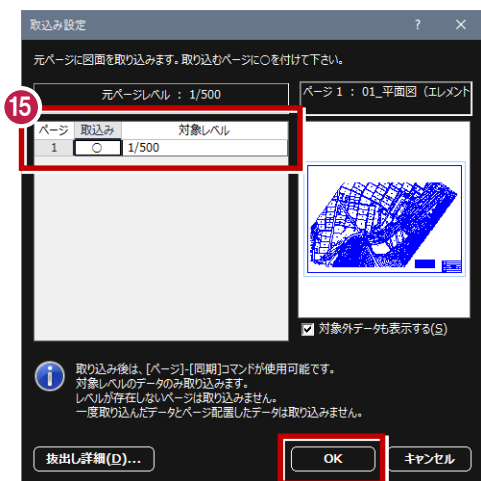 取込み設定
? ×
元ページに図面を取り込みます。取り込むページに○を付けて下さい。
元ページレベル : 1/500
ページ 1 : 01_平面図（エレメント
15
ページ 取込み 対象レベル
1 ○ 1/500
対象外データも表示する(S)
取込み後は、[ページ]-[同期]コマンドが使用可能です。
対象レベルのデータのみ取込みます。
レベルが存在しないページは取り込みません。
一度取り込んだデータとページ配置したデータは取り込みません。
抜出し詳細(D)...
OK
キャンセル